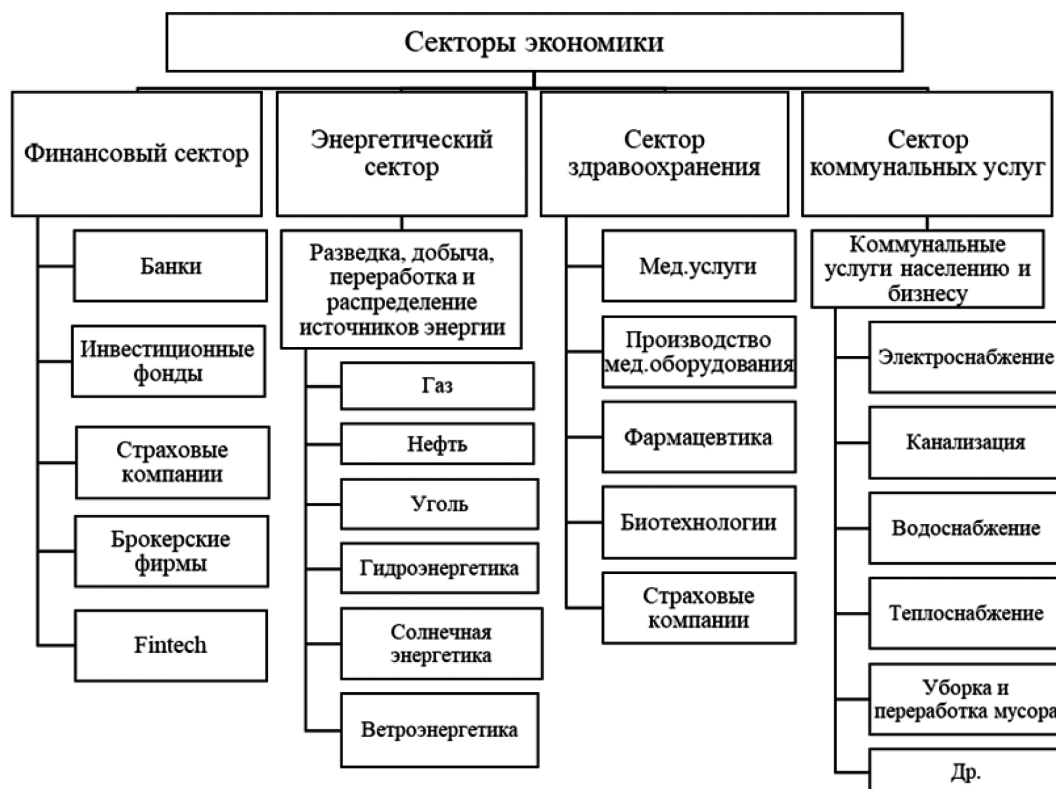 Секторы экономики
Финансовый сектор
Банки
Инвестиционные
фонды
Страховые
компании
Брокерские
фирмы
Fintech
Энергетический
сектор
Разведка, добыча,
переработка и
распределение
источников энергии
Газ
Нефть
Уголь
Гидроэнергетика
Солнечная
энергетика
Ветроэнергетика
Сектор
здравоохранения
Мед.услуги
Производство
мед.оборудования
Фармацевтика
Биотехнологии
Страховые
компании
Сектор
коммунальных услуг
Коммунальные
услуги населению и
бизнесу
Электроснабжение
Канализация
Водоснабжение
Теплоснабжение
Уборка и
переработка мусора
Др.